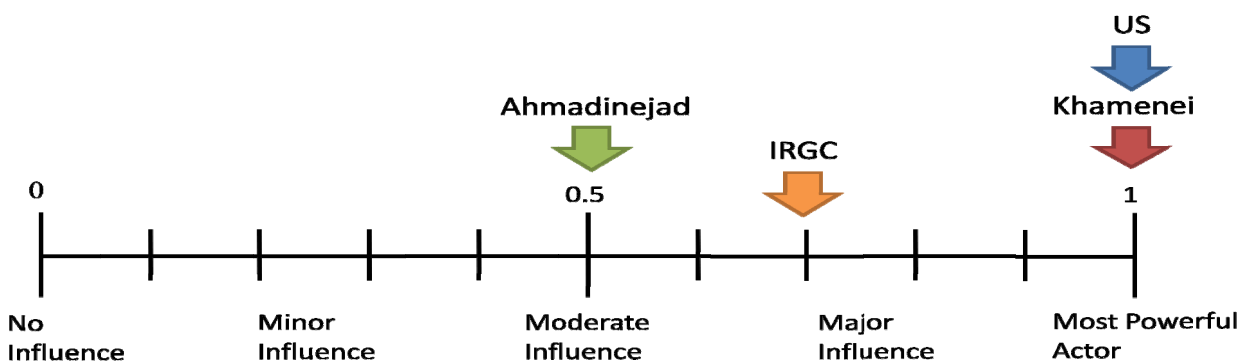 US
Khamenei
Ahmadinejad
IRGC
0
0.5
1
No Influence
Minor Influence
Moderate Influence
Major Influence
Most Powerful Actor